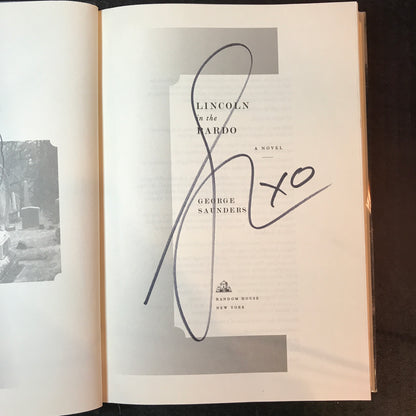 LINCOLN
in the
BARDO
A NOVEL
XO
GEORGE
SAUNDERS
RANDOM HOUSE
NEW YORK